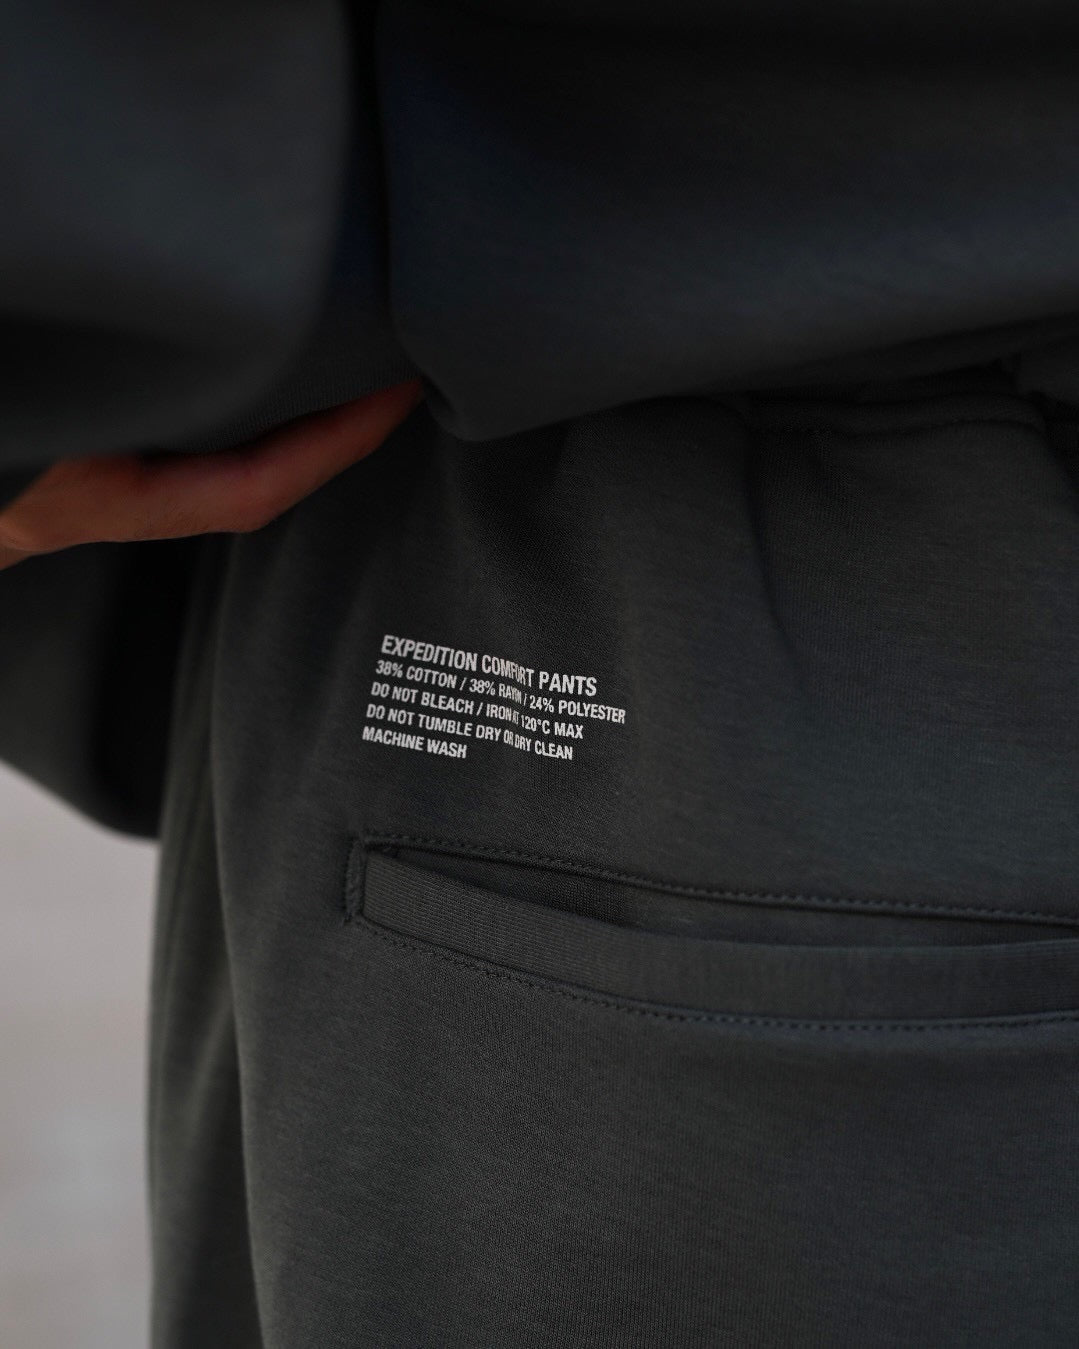 EXPEDITION COMFORT PANTS
38% COTTON / 38% RAYON / 24% POLYESTER
DO NOT BLEACH / IRON AT 120°C MAX
DO NOT TUMBLE DRY OR DRY CLEAN
MACHINE WASH